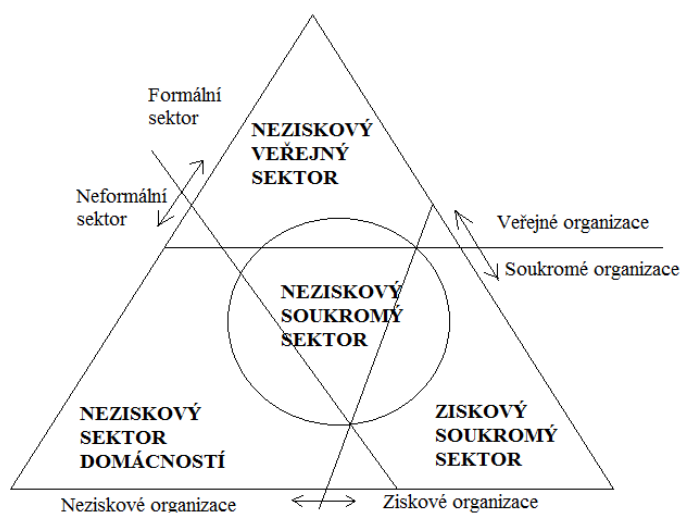 Formální
sektor
NEZISKOVÝ
VEŘEJNÝ
SEKTOR
Neformální
sektor
Veřejné organizace
Soukromé organizace
NEZISKOVÝ
SOUKROMÝ
SEKTOR
NEZISKOVÝ
SEKTOR
DOMÁCNOSTÍ
ZISKOVÝ
SOUKROMÝ
SEKTOR
Neziskové organizace
Ziskové organizace